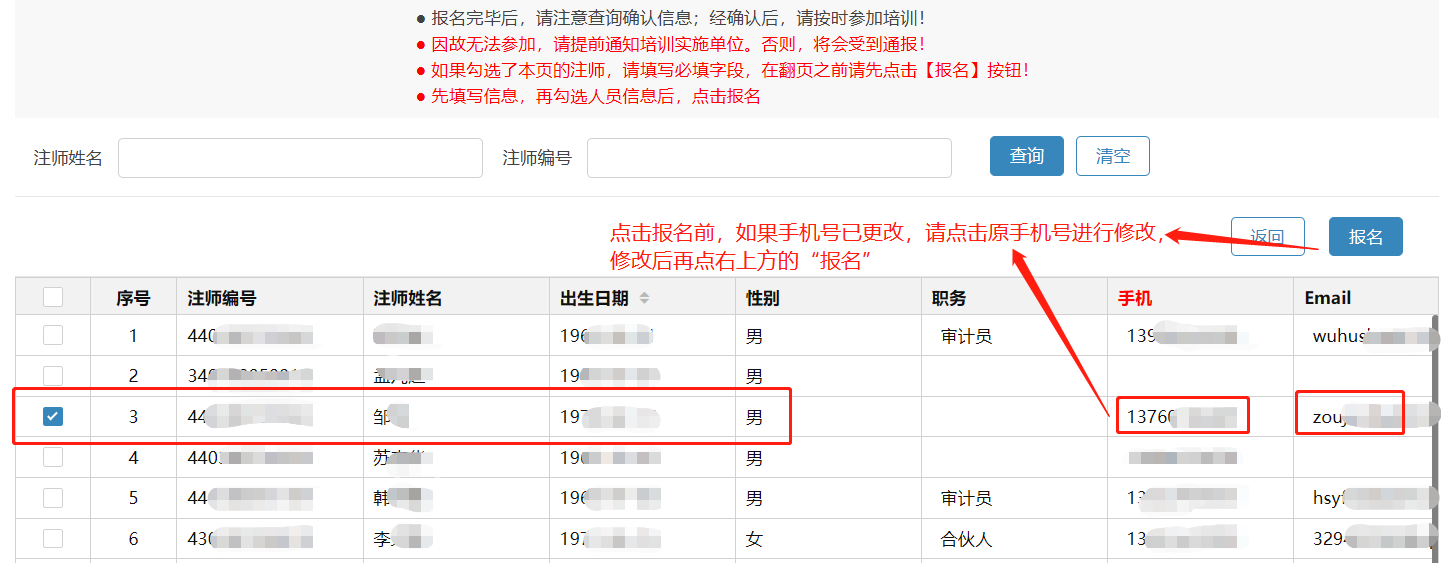 ● 报名完毕后，请注意查询确认信息；经确认后，请按时参加培训！
● 因故无法参加，请提前通知培训实施单位。否则，将会受到通报！
● 如果勾选了本页的注师，请填写必填字段，在翻页之前请先点击【报名】按钮！
● 先填写信息，再勾选人员信息后，点击报名
注师姓名 注师编号 查询 清空
点击报名前，如果手机号已更改，请点击原手机号进行修改， 返回 报名
修改后再点右上方的“报名”
序号 注师编号 注师姓名 出生日期 性别 职务 手机 Email
1 440 196 男 审计员 139 wuhus
2 340 19 男
3 44 邹 197 男 13760 zouj
4 440 苏 196 男
5 44 韩 196 男 审计员 13 hsy
6 430 李 197 女 合伙人 13 329